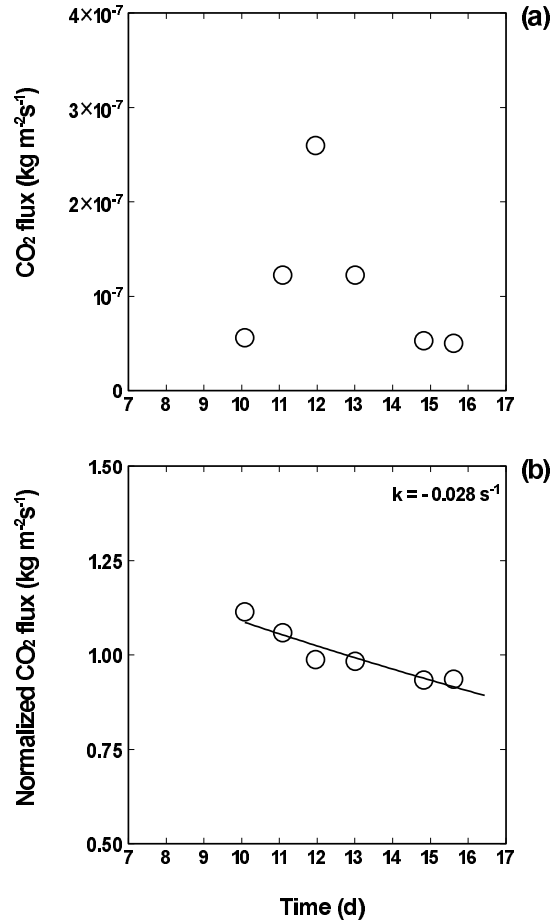 (a)
CO₂ flux (kg m⁻²s⁻¹)
4×10⁻⁷
3×10⁻⁷
2×10⁻⁷
10⁻⁷
0
7 8 9 10 11 12 13 14 15 16 17
(b)
Normalized CO₂ flux (kg m⁻²s⁻¹)
k = - 0.028 s⁻¹
1.50
1.25
1.00
0.75
0.50
7 8 9 10 11 12 13 14 15 16 17
Time (d)